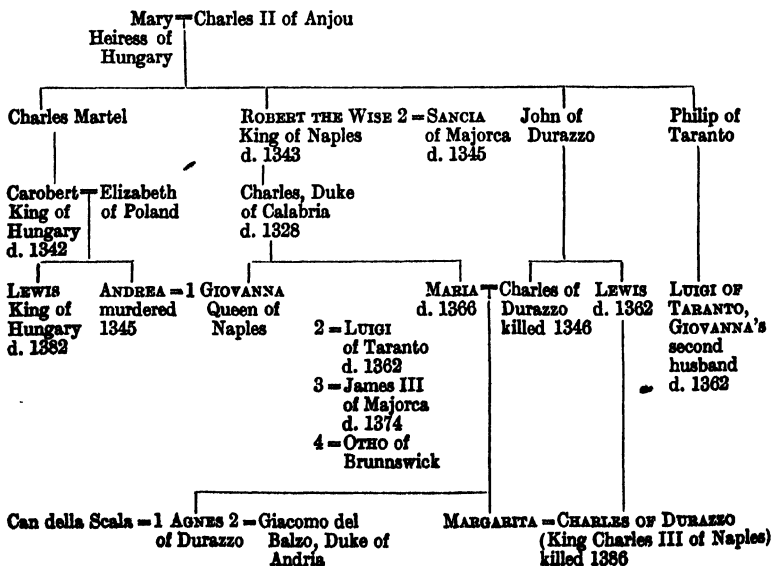 Mary = Charles II of Anjou
Heiress of
Hungary
Charles Martel
ROBERT THE WISE 2 = SANCIA
King of Naples of Majorca
d. 1343 d. 1345
John of
Durazzo
Philip of
Taranto
Carobert = Elizabeth
King of of Poland
Hungary
d. 1342
Charles, Duke
of Calabria
d. 1328
LEWIS
King of
Hungary
d. 1382
ANDREA = 1 GIOVANNA
murdered Queen of
1345 Naples
2 = LUIGI
of Taranto
d. 1362
3 = James III
of Majorca
d. 1374
4 = OTHO of
Brunnswick
MARIA = Charles of
d. 1366 Durazzo
killed 1346
LEWIS
d. 1362
LUIGI OF
TARANTO,
GIOVANNA'S
second
husband
d. 1362
Can della Scala = 1 AGNES 2 = Giacomo del
of Durazzo Balzo, Duke of
Andria
MARGARITA = CHARLES OF DURAZZO
(King Charles III of Naples)
killed 1386